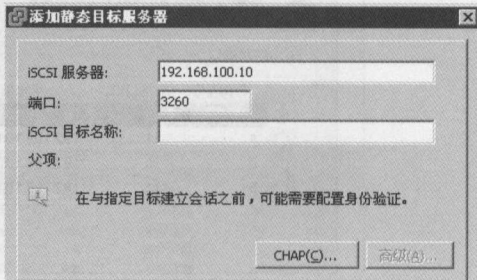 添加静态目标服务器
iSCSI 服务器:
192.168.100.10
端口:
3260
iSCSI 目标名称:
父项:
在与指定目标建立会话之前，可能需要配置身份验证。
CHAP(C)...
高级(A)...